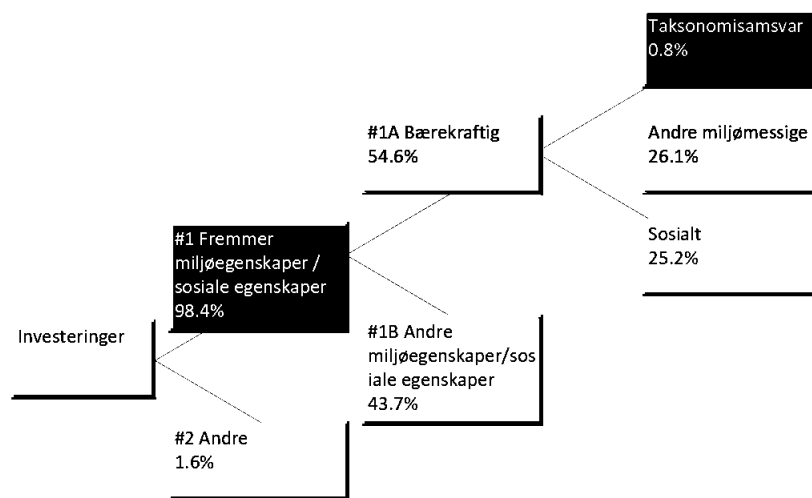 Investeringer
#1 Fremmer
miljøegenskaper /
sosiale egenskaper
98.4%
#2 Andre
1.6%
#1A Bærekraftig
54.6%
#1B Andre
miljøegenskaper/sos
iale egenskaper
43.7%
Taksonomisamsvar
0.8%
Andre miljømessige
26.1%
Sosialt
25.2%